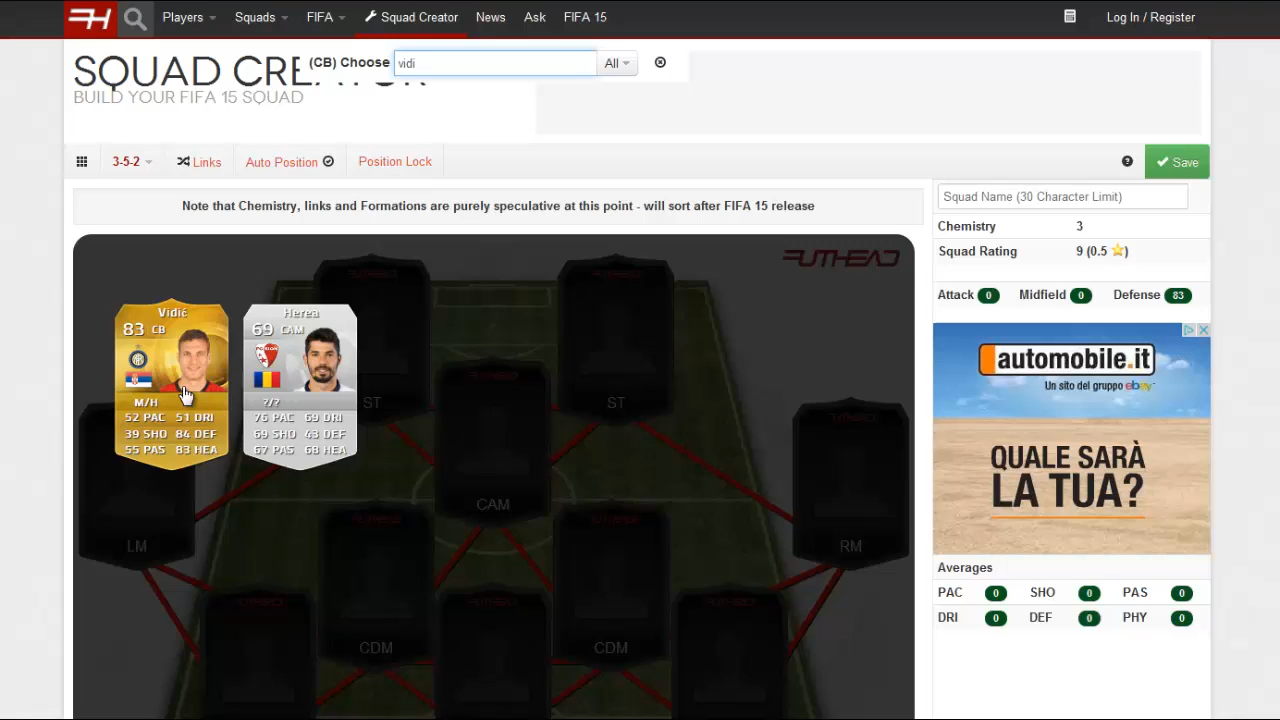 Players Squads FIFA Squad Creator News Ask FIFA 15 Log In / Register
(CB) Choose vidi All
SQUAD CREATOR
BUILD YOUR FIFA 15 SQUAD
3-5-2 Links Auto Position Position Lock Save
Squad Name (30 Character Limit)
Note that Chemistry, links and Formations are purely speculative at this point - will sort after FIFA 15 release
Chemistry 3
Squad Rating 9 (0.5 )
Attack 0 Midfield 0 Defense 83
FUTHEAD
Vidić
83 CB
M/H
52 PAC 51 DRI
39 SHO 84 DEF
55 PAS 83 HEA
Herea
69 CAM
?/?
76 PAC 69 DRI
69 SHO 43 DEF
67 PAS 68 HEA
ST
ST
CAM
LM
RM
CDM
CDM
automobile.it
Un sito del gruppo ebay
QUALE SARÀ
LA TUA?
Averages
PAC 0 SHO 0 PAS 0
DRI 0 DEF 0 PHY 0